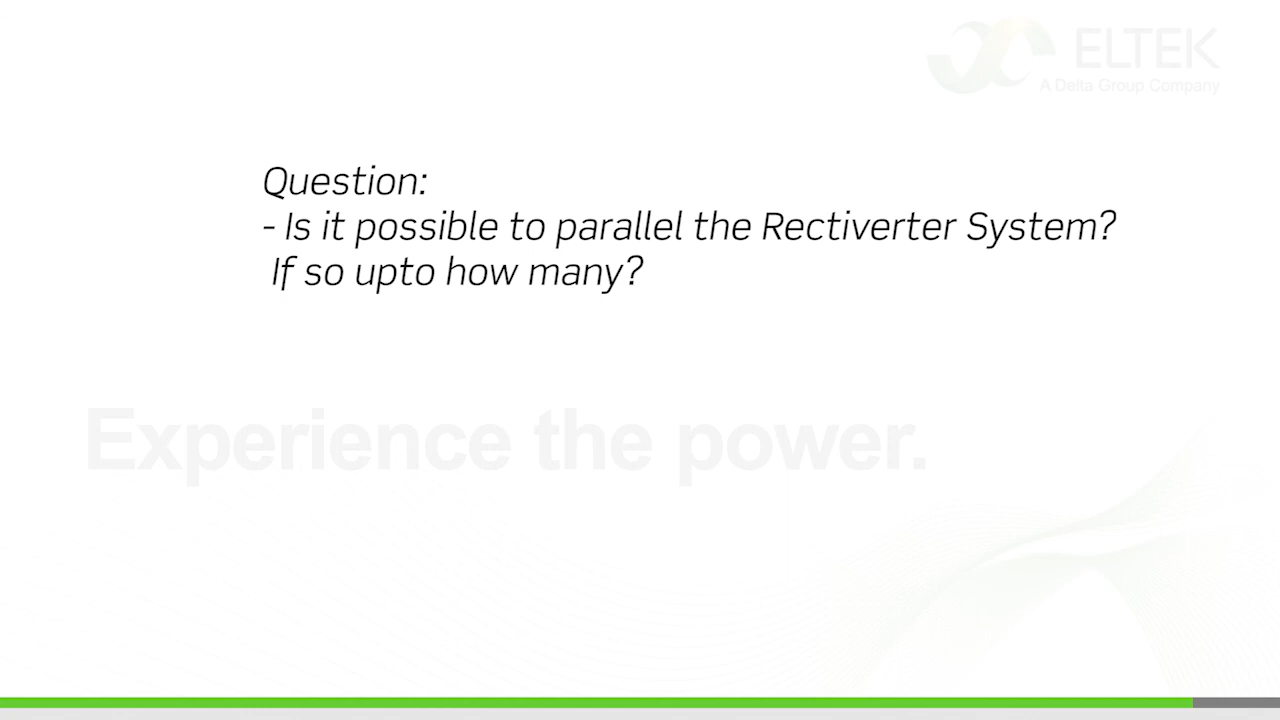 ELTEK
A Delta Group Company
Question:
- Is it possible to parallel the Rectiverter System?
If so upto how many?
Experience the power.